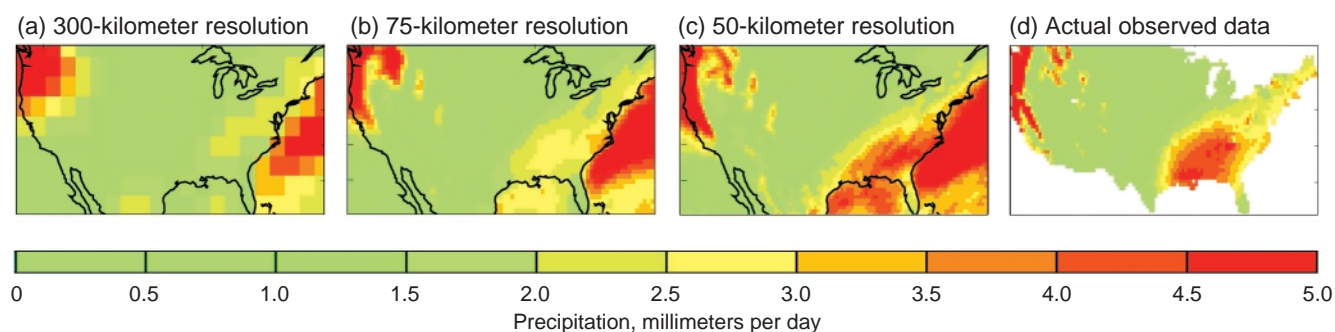 (a) 300-kilometer resolution
(b) 75-kilometer resolution
(c) 50-kilometer resolution
(d) Actual observed data
0 0.5 1.0 1.5 2.0 2.5 3.0 3.5 4.0 4.5 5.0
Precipitation, millimeters per day